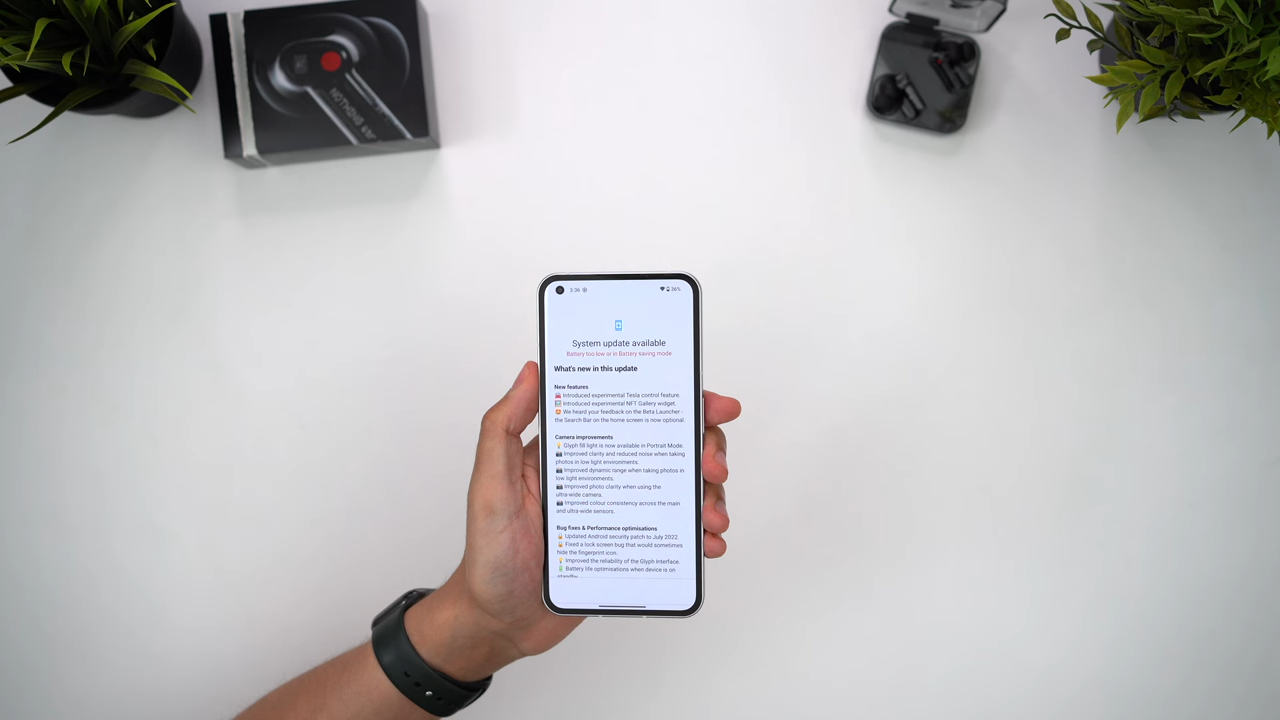 NOTHING ear
3:36
36%
System update available
Battery too low or in Battery saving mode
What's new in this update
New features
Introduced experimental Tesla control feature.
Introduced experimental NFT Gallery widget.
We heard your feedback on the Beta Launcher -
the Search Bar on the home screen is now optional.
Camera improvements
Glyph fill light is now available in Portrait Mode.
Improved clarity and reduced noise when taking
photos in low light environments.
Improved dynamic range when taking photos in
low light environments.
Improved photo clarity when using the
ultra-wide camera.
Improved colour consistency across the main
and ultra-wide sensors.
Bug fixes & Performance optimisations
Updated Android security patch to July 2022.
Fixed a lock screen bug that would sometimes
hide the fingerprint icon.
Improved the reliability of the Glyph Interface.
Battery life optimisations when device is on
standby.